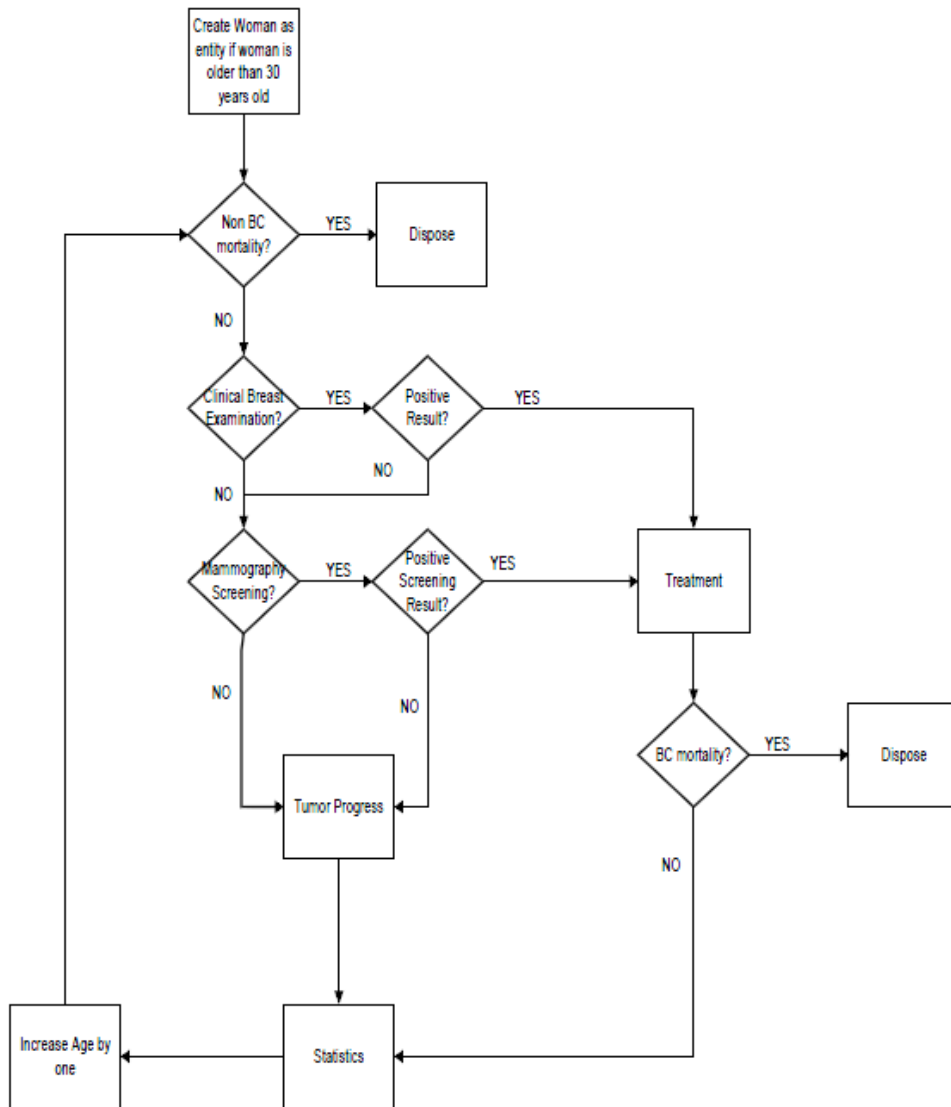 Create Woman as
entity if woman is
older than 30
years old
Non BC
mortality?
YES
Dispose
NO
Clinical Breast
Examination?
YES
Positive
Result?
YES
NO
NO
Mammography
Screening?
YES
Positive
Screening
Result?
YES
Treatment
NO
NO
BC mortality?
YES
Dispose
Tumor Progress
NO
Increase Age by
one
Statistics